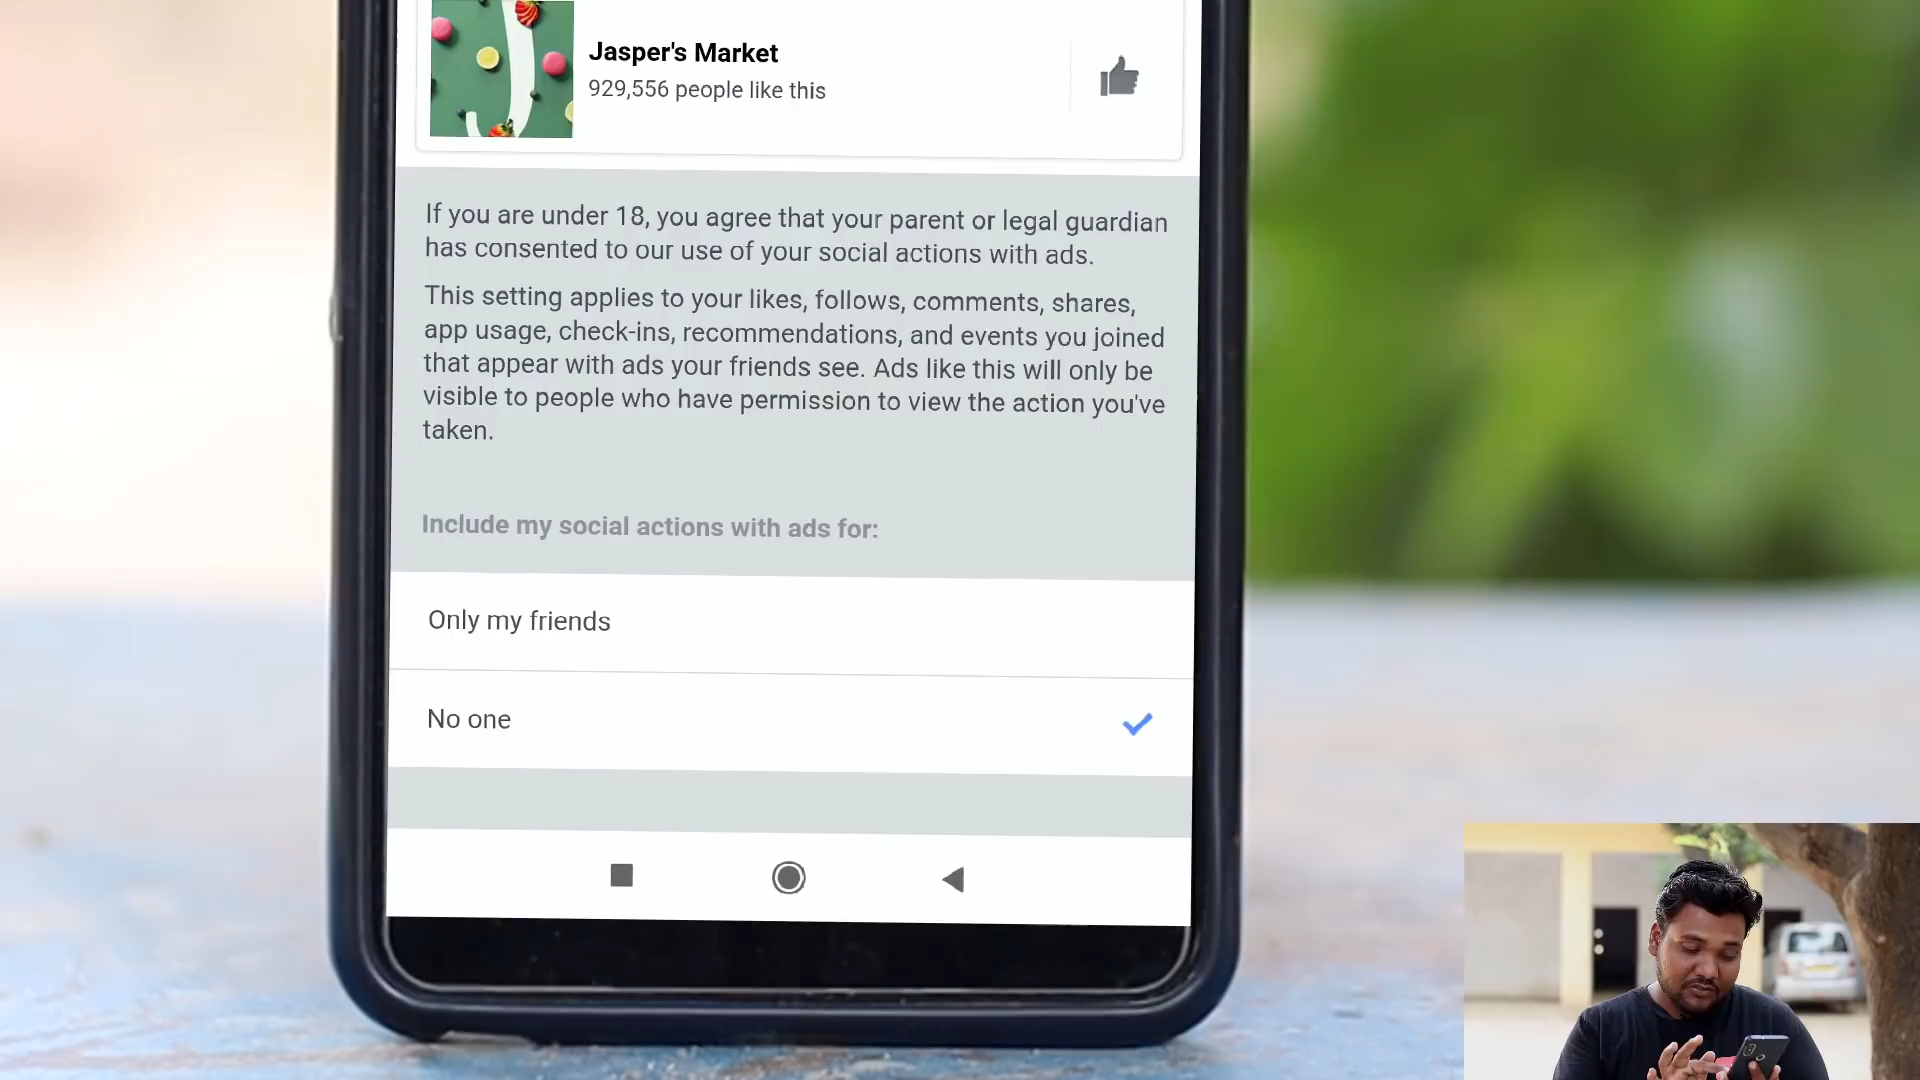 Jasper's Market
929,556 people like this
If you are under 18, you agree that your parent or legal guardian
has consented to our use of your social actions with ads.
This setting applies to your likes, follows, comments, shares,
app usage, check-ins, recommendations, and events you joined
that appear with ads your friends see. Ads like this will only be
visible to people who have permission to view the action you've
taken.
Include my social actions with ads for:
Only my friends
No one